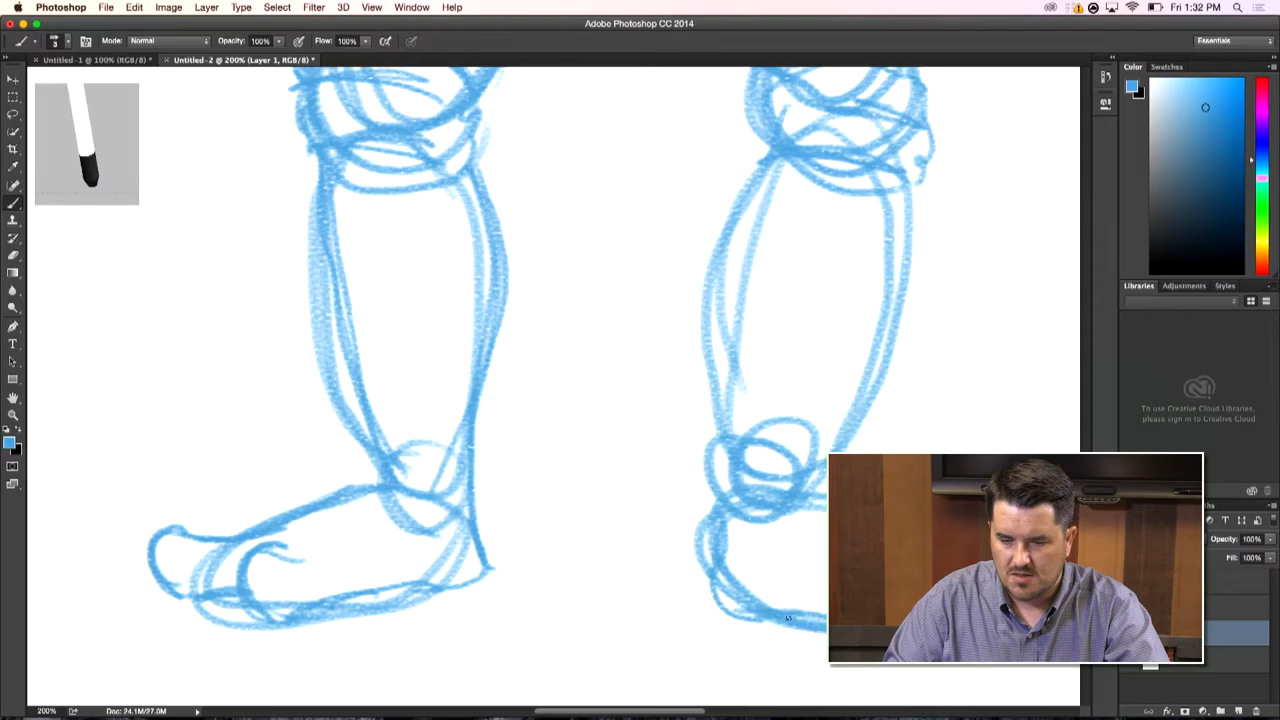 Photoshop File Edit Image Layer Type Select Filter 3D View Window Help Fri 1:32 PM
Adobe Photoshop CC 2014
3 Mode: Normal Opacity: 100% Flow: 100% Essentials
× Untitled-1 @ 100% (RGB/8) * × Untitled-2 @ 200% (Layer 1, RGB/8) *
Color Swatches
Libraries Adjustments Styles
To use Creative Cloud Libraries,
please sign in to Creative Cloud
ths
Opacity: 100%
Fill: 100%
200% Doc: 24.1M/27.0M